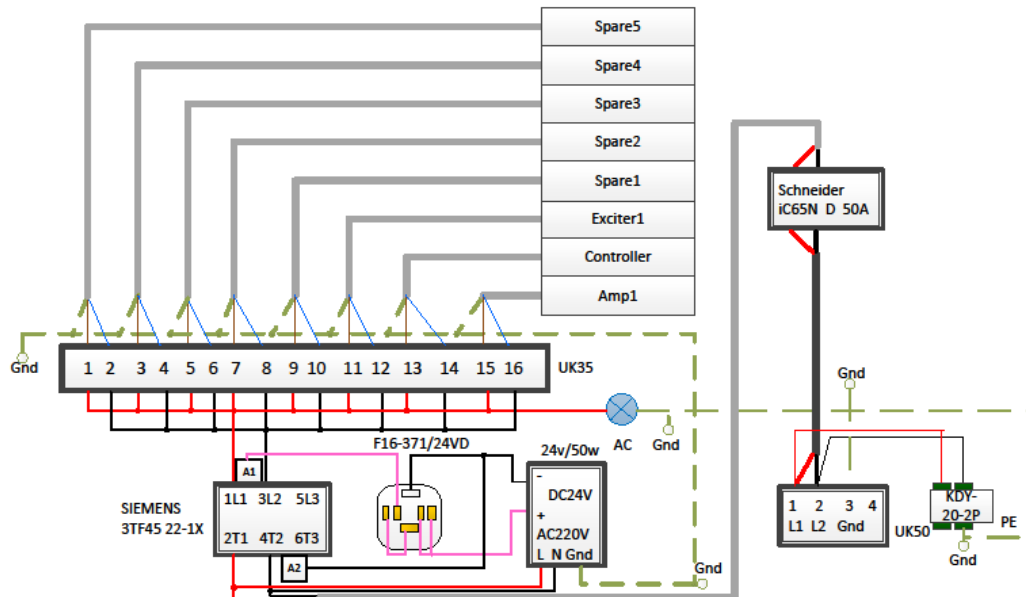 Spare5
Spare4
Spare3
Spare2
Spare1
Exciter1
Controller
Amp1
Schneider
iC65N D 50A
Gnd
1 2 3 4 5 6 7 8 9 10 11 12 13 14 15 16
UK35
Gnd
AC
Gnd
F16-371/24VD
24v/50w
A1
SIEMENS
3TF45 22-1X
1L1 3L2 5L3
2T1 4T2 6T3
A2
-
DC24V
+
AC220V
L N Gnd
Gnd
1 2 3 4
L1 L2 Gnd
UK50
KDY-
20-2P
PE
Gnd